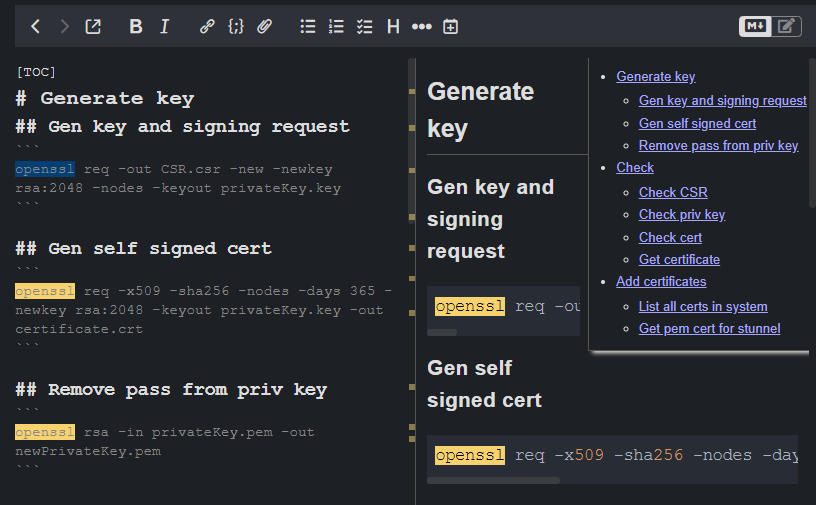 B I {;} H
M↓
[TOC]
# Generate key
## Gen key and signing request
```
openssl req -out CSR.csr -new -newkey
rsa:2048 -nodes -keyout privateKey.key
```
## Gen self signed cert
```
openssl req -x509 -sha256 -nodes -days 365 -
newkey rsa:2048 -keyout privateKey.key -out
certificate.crt
```
## Remove pass from priv key
```
openssl rsa -in privateKey.pem -out
newPrivateKey.pem
```
Generate
key
Gen key and
signing
request
openssl req -ou
Gen self
signed cert
openssl req -x509 -sha256 -nodes -day
Generate key
Gen key and signing request
Gen self signed cert
Remove pass from priv key
Check
Check CSR
Check priv key
Check cert
Get certificate
Add certificates
List all certs in system
Get pem cert for stunnel